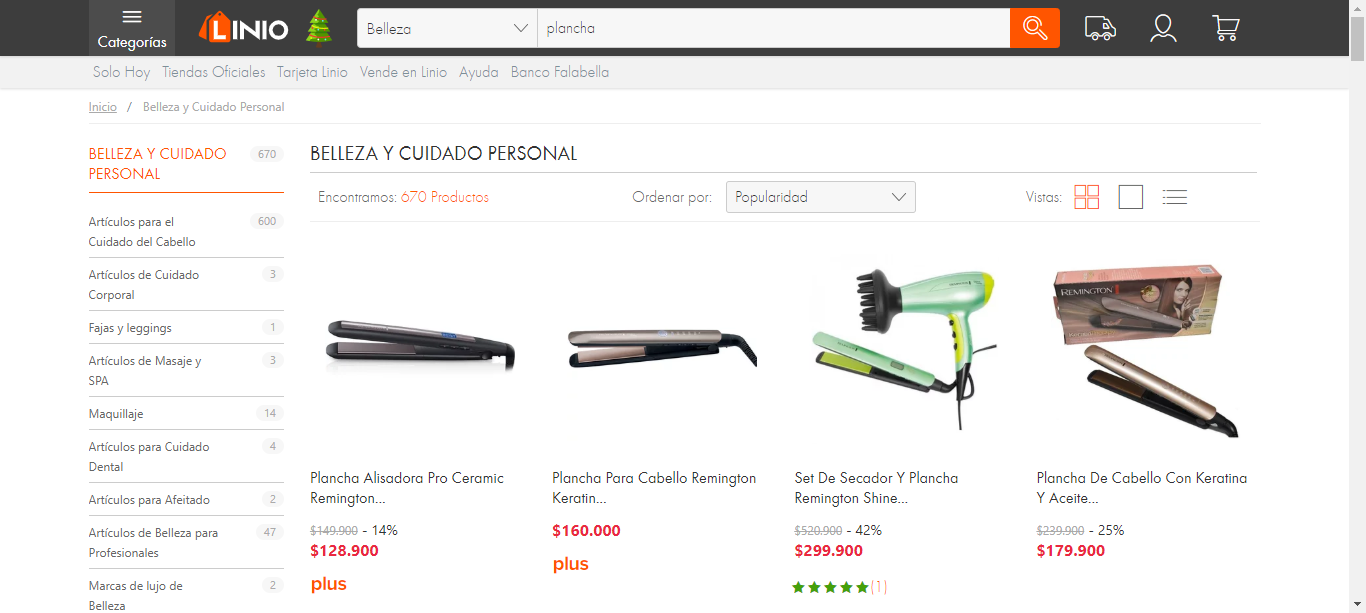 Categorías
LINIO
Belleza
plancha
Solo Hoy Tiendas Oficiales Tarjeta Linio Vende en Linio Ayuda Banco Falabella
Inicio / Belleza y Cuidado Personal
BELLEZA Y CUIDADO 670
PERSONAL
Artículos para el 600
Cuidado del Cabello
Artículos de Cuidado 3
Corporal
Fajas y leggings 1
Artículos de Masaje y 3
SPA
Maquillaje 14
Artículos para Cuidado 4
Dental
Artículos para Afeitado 2
Artículos de Belleza para 47
Profesionales
Marcas de lujo de 2
Belleza
BELLEZA Y CUIDADO PERSONAL
Encontramos: 670 Productos
Ordenar por: Popularidad
Vistas:
Plancha Alisadora Pro Ceramic
Remington...
$149.900 - 14%
$128.900
plus
Plancha Para Cabello Remington
Keratin...
$160.000
plus
Set De Secador Y Plancha
Remington Shine...
$520.900 - 42%
$299.900
(1)
REMINGTON
Plancha De Cabello Con Keratina
Y Aceite...
$239.900 - 25%
$179.900